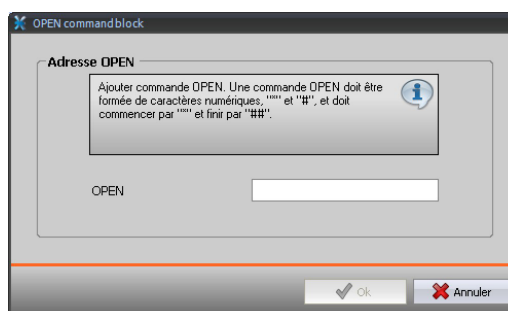 OPEN command block
Adresse OPEN
Ajouter commande OPEN. Une commande OPEN doit être
formée de caractères numériques, "*" et "#", et doit
commencer par "*" et finir par "##".
OPEN
Ok
Annuler